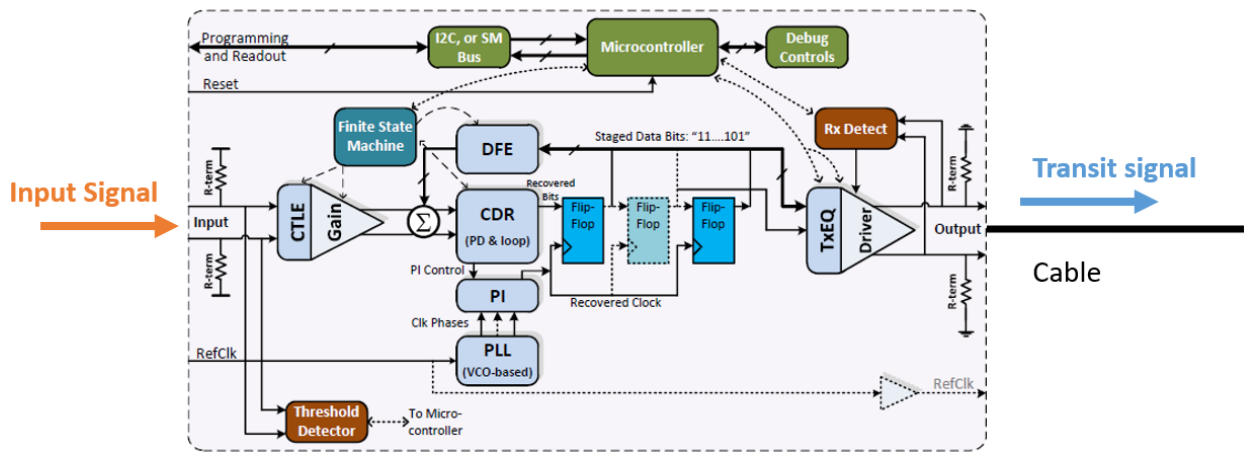 Programming
and Readout
I2C, or SM
Bus
Microcontroller
Debug
Controls
Reset
Finite State
Machine
DFE
Staged Data Bits: “11....101”
Rx Detect
R-term
R-term
Input Signal
Input
CTLE
Gain
Σ
CDR
(PD & loop)
Recovered
Bits
Flip-
Flop
Flip-
Flop
Flip-
Flop
TxEQ
Driver
Output
R-term
R-term
Transit signal
Cable
PI Control
PI
Recovered Clock
Clk Phases
RefClk
PLL
(VCO-based)
RefClk
Threshold
Detector
To Micro-
controller